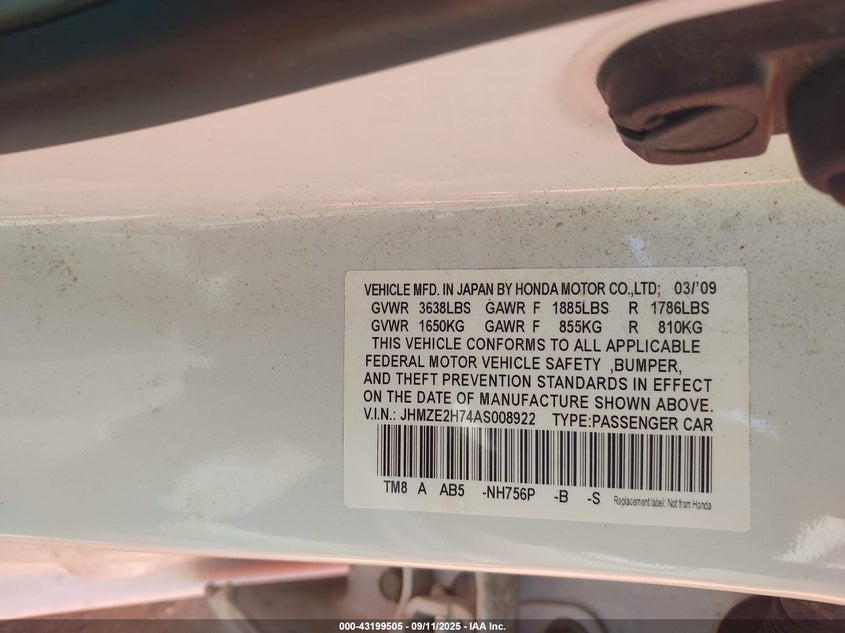 VEHICLE MFD. IN JAPAN BY HONDA MOTOR CO.,LTD; 03/'09
GVWR 3638LBS GAWR F 1885LBS R 1786LBS
GVWR 1650KG GAWR F 855KG R 810KG
THIS VEHICLE CONFORMS TO ALL APPLICABLE
FEDERAL MOTOR VEHICLE SAFETY ,BUMPER,
AND THEFT PREVENTION STANDARDS IN EFFECT
ON THE DATE OF MANUFACTURE SHOWN ABOVE.
V.I.N.: JHMZE2H74AS008922 TYPE:PASSENGER CAR
TM8 A AB5 -NH756P -B -S Replacement label: Not from Honda
000-43199505 - 09/11/2025 - IAA Inc.